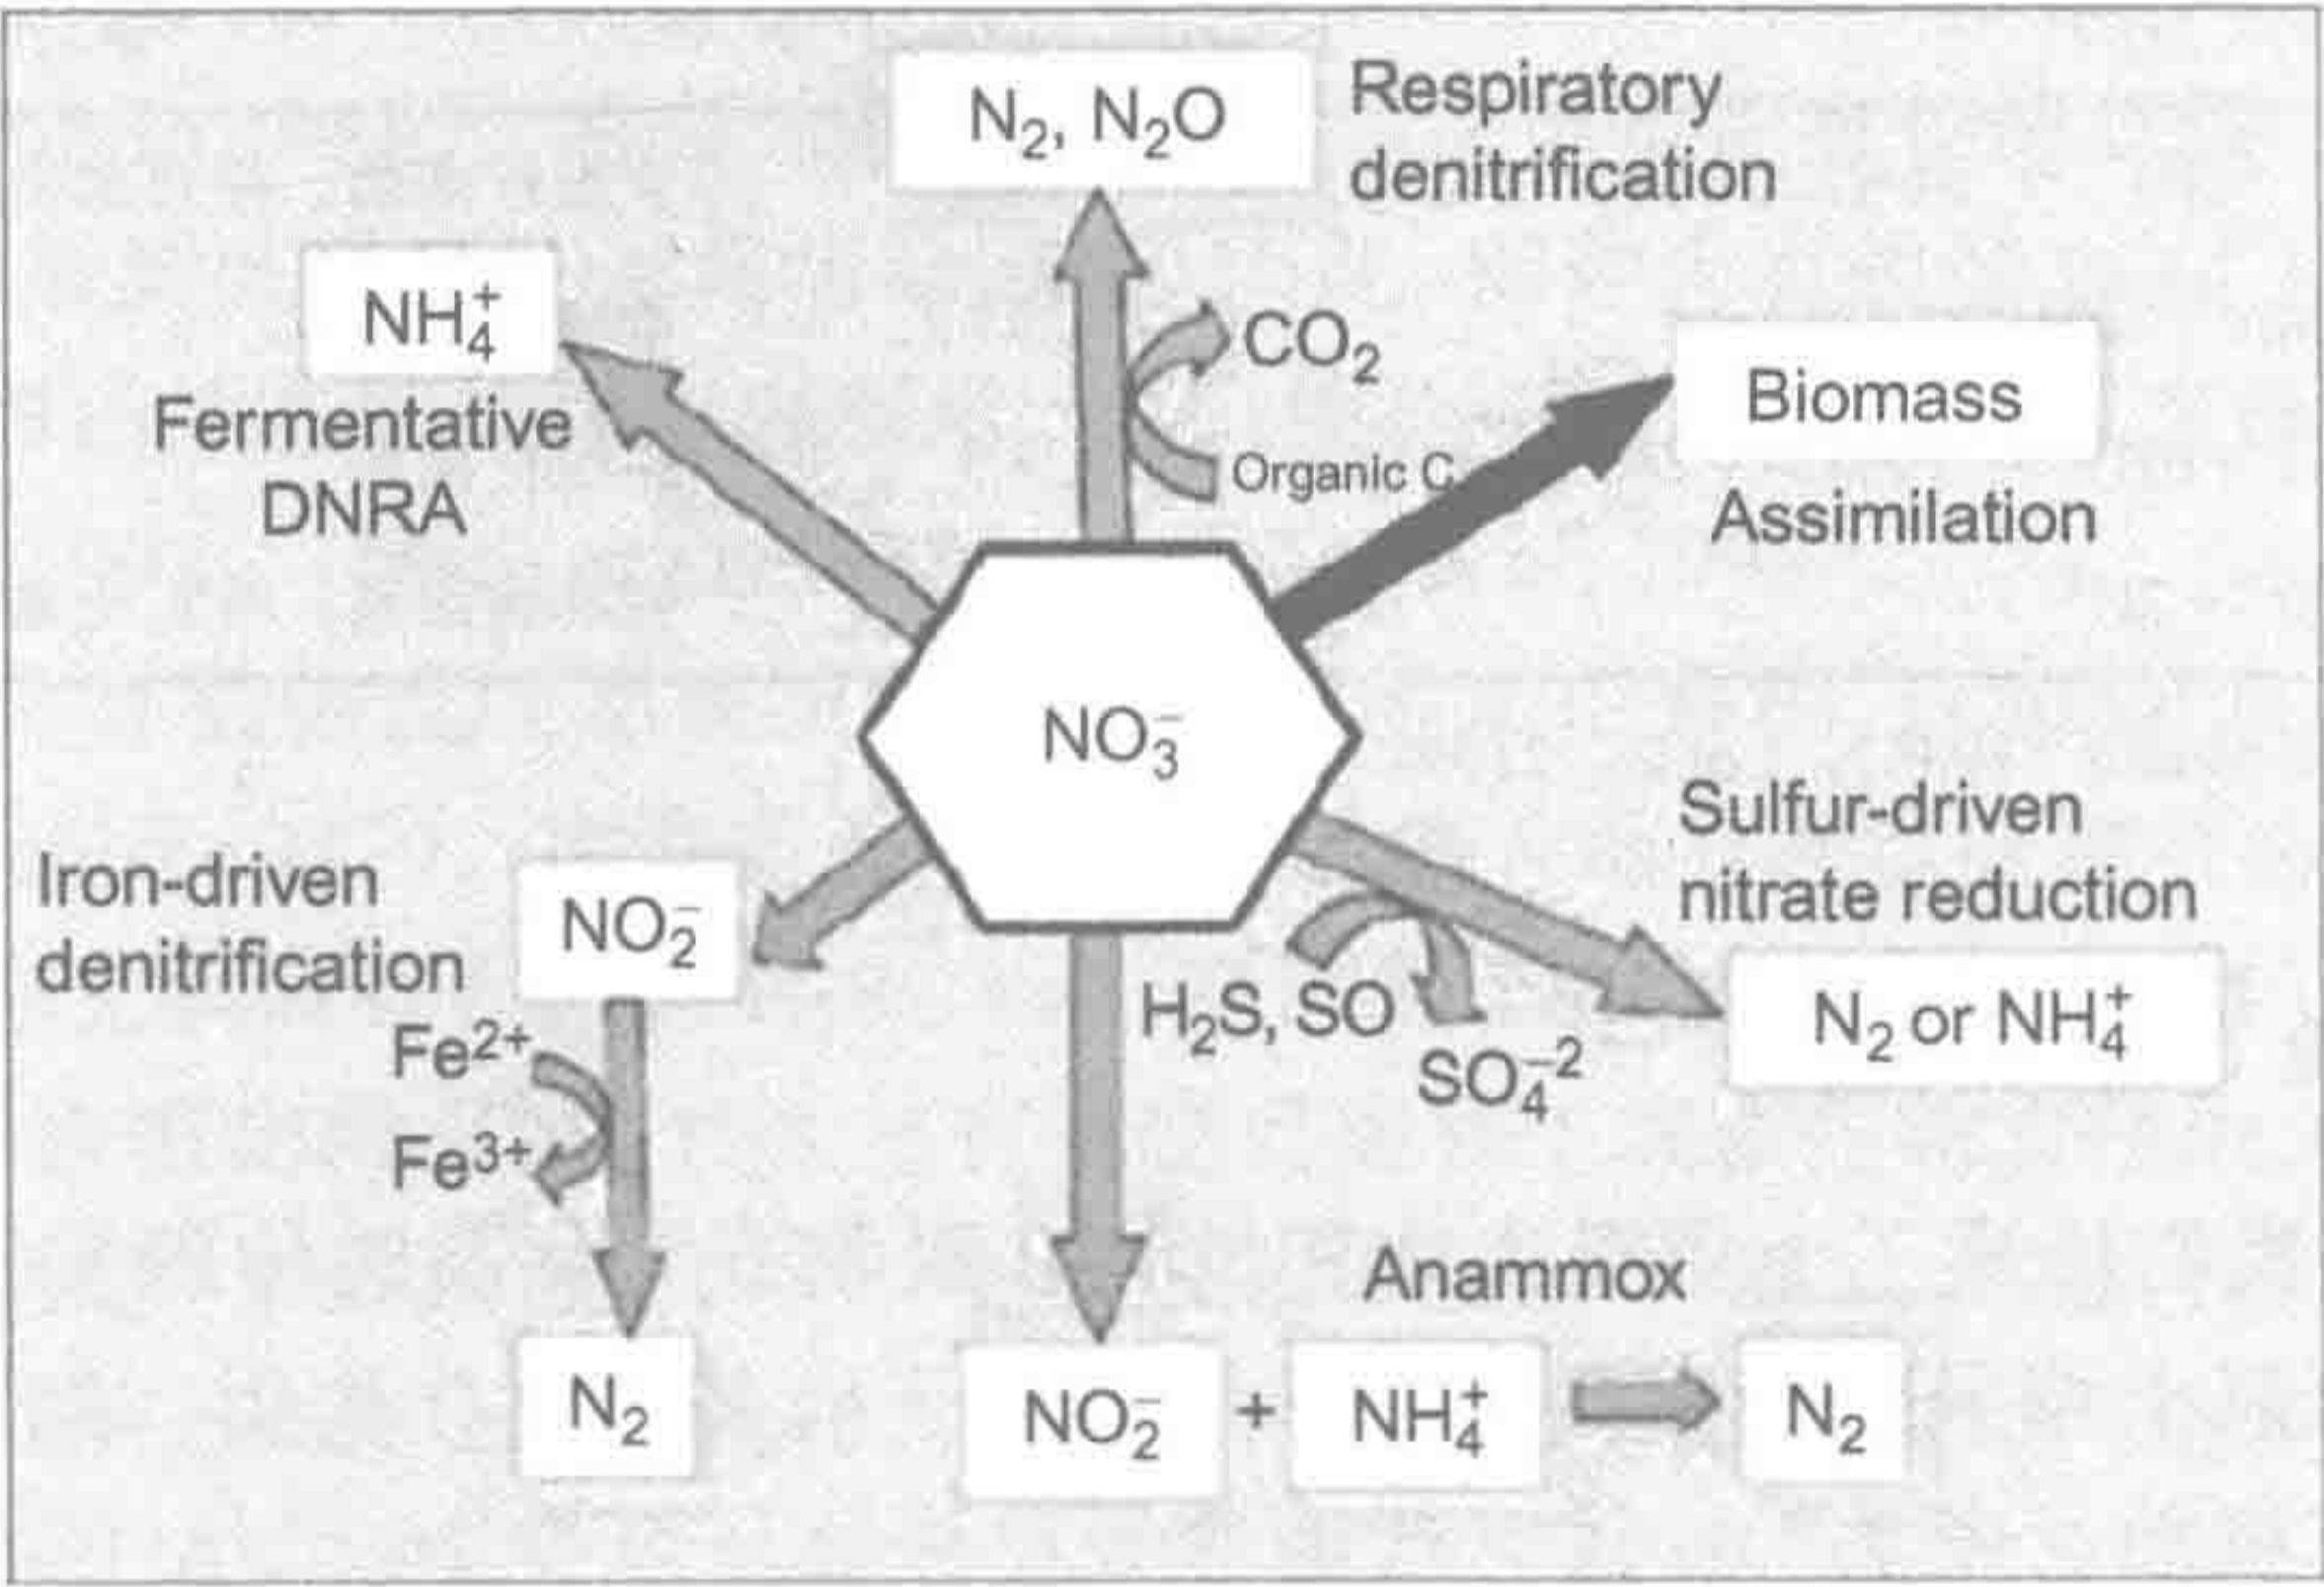 N₂, N₂O
Respiratory
denitrification
NH₄⁺
Fermentative
DNRA
CO₂
Organic C
Biomass
Assimilation
NO₃⁻
Iron-driven
denitrification
NO₂⁻
Fe²⁺
Fe³⁺
N₂
Sulfur-driven
nitrate reduction
H₂S, SO
SO₄⁻²
N₂ or NH₄⁺
Anammox
NO₂⁻ + NH₄⁺ N₂